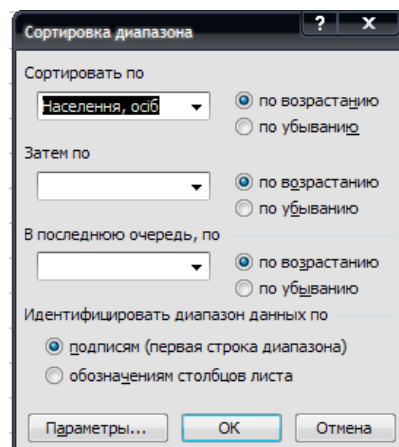 Сортировка диапазона
? X
Сортировать по
Населення, осіб
по возрастанию
по убыванию
Затем по
по возрастанию
по убыванию
В последнюю очередь, по
по возрастанию
по убыванию
Идентифицировать диапазон данных по
подписям (первая строка диапазона)
обозначениям столбцов листа
Параметры... ОК Отмена